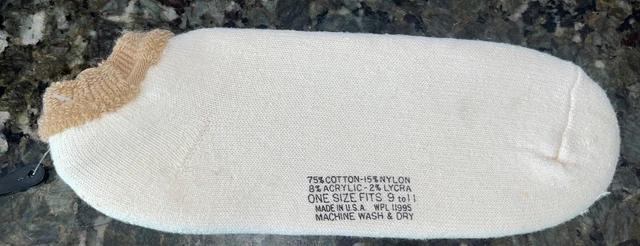 75% COTTON-15% NYLON
8% ACRYLIC-2% LYCRA
ONE SIZE FITS 9 to 11
MADE IN U.S.A. WPL 11995
MACHINE WASH & DRY